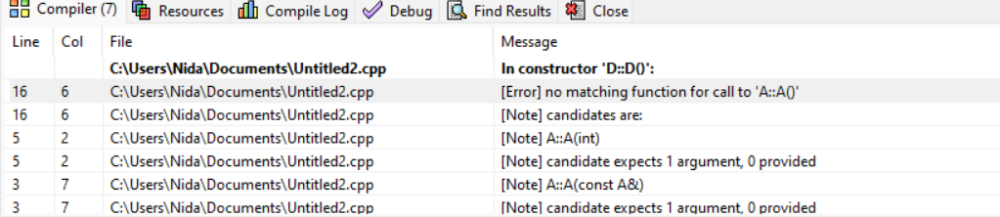 Compiler (7) Resources Compile Log Debug Find Results Close
Line Col File Message
C:\Users\Nida\Documents\Untitled2.cpp In constructor 'D::D()':
16 6 C:\Users\Nida\Documents\Untitled2.cpp [Error] no matching function for call to 'A::A()'
16 6 C:\Users\Nida\Documents\Untitled2.cpp [Note] candidates are:
5 2 C:\Users\Nida\Documents\Untitled2.cpp [Note] A::A(int)
5 2 C:\Users\Nida\Documents\Untitled2.cpp [Note] candidate expects 1 argument, 0 provided
3 7 C:\Users\Nida\Documents\Untitled2.cpp [Note] A::A(const A&)
3 7 C:\Users\Nida\Documents\Untitled2.cpp [Note] candidate expects 1 argument, 0 provided